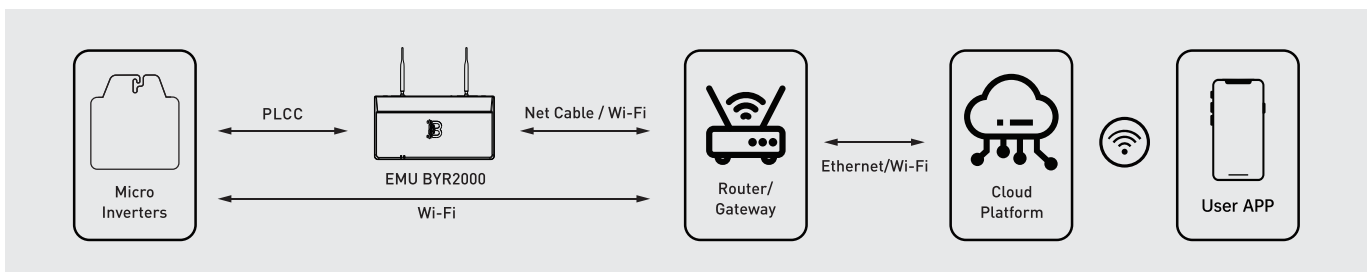 PLCC
Net Cable / Wi-Fi
EMU BYR2000
Ethernet/Wi-Fi
Micro
Inverters
Wi-Fi
Router/
Gateway
Cloud
Platform
User APP